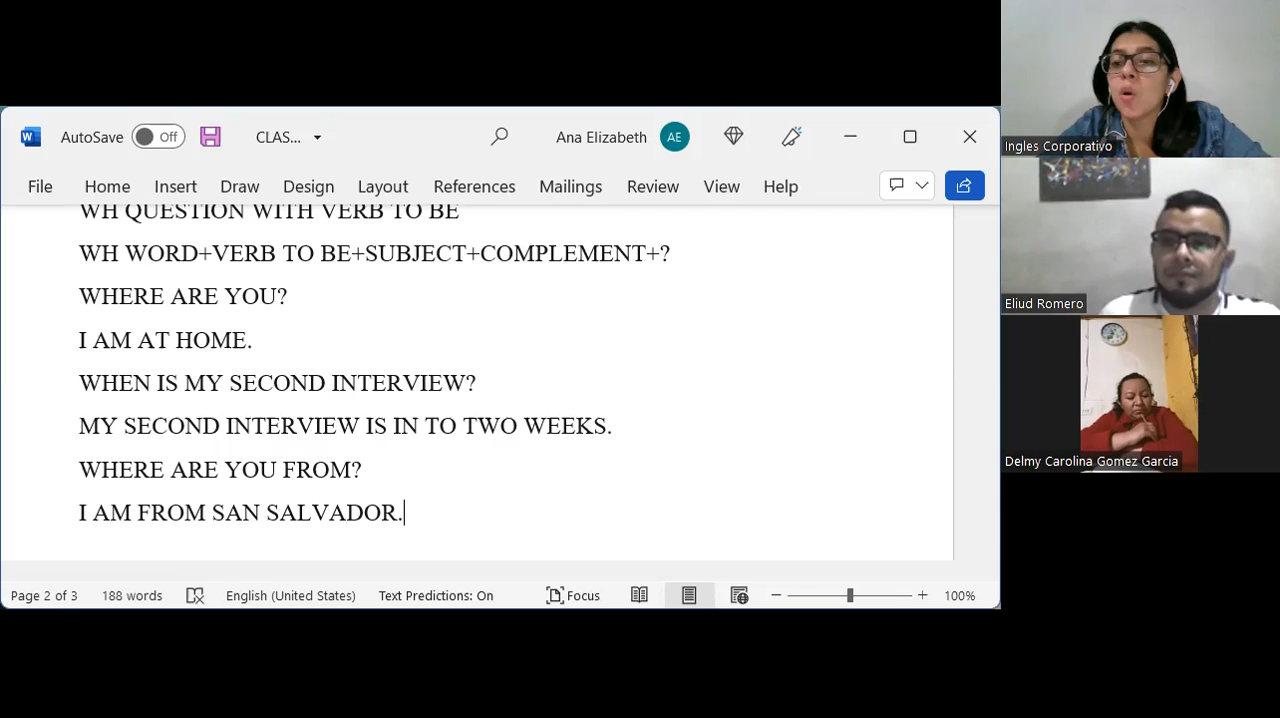 AutoSave Off CLAS... Ana Elizabeth AE
File Home Insert Draw Design Layout References Mailings Review View Help
WH QUESTION WITH VERB TO BE
WH WORD+VERB TO BE+SUBJECT+COMPLEMENT+?
WHERE ARE YOU?
I AM AT HOME.
WHEN IS MY SECOND INTERVIEW?
MY SECOND INTERVIEW IS IN TO TWO WEEKS.
WHERE ARE YOU FROM?
I AM FROM SAN SALVADOR.
Page 2 of 3 188 words English (United States) Text Predictions: On Focus 100%
Ingles Corporativo
Eliud Romero
Delmy Carolina Gomez Garcia